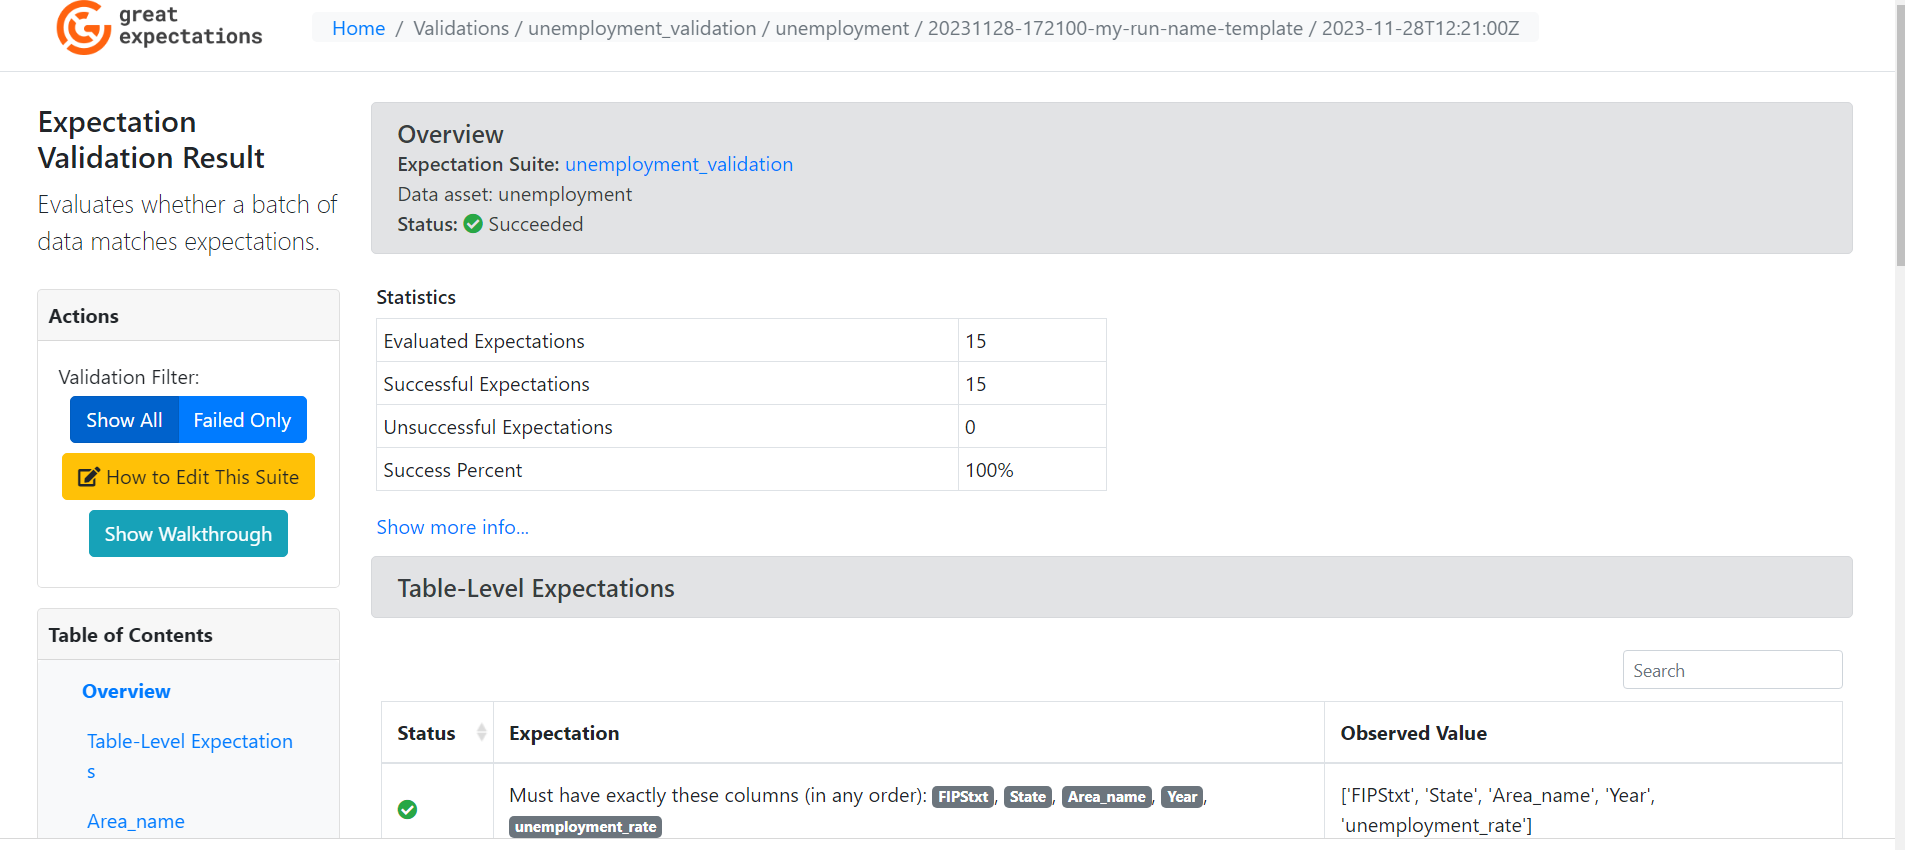 great
expectations
Home / Validations / unemployment_validation / unemployment / 20231128-172100-my-run-name-template / 2023-11-28T12:21:00Z
Expectation
Validation Result
Evaluates whether a batch of
data matches expectations.
Actions
Validation Filter:
Show All Failed Only
How to Edit This Suite
Show Walkthrough
Table of Contents
Overview
Table-Level Expectation
s
Area_name
Overview
Expectation Suite: unemployment_validation
Data asset: unemployment
Status: Succeeded
Statistics
Evaluated Expectations 15
Successful Expectations 15
Unsuccessful Expectations 0
Success Percent 100%
Show more info...
Table-Level Expectations
Search
Status Expectation Observed Value
Must have exactly these columns (in any order): FIPStxt, State, Area_name, Year, ['FIPStxt', 'State', 'Area_name', 'Year',
unemployment_rate 'unemployment_rate']